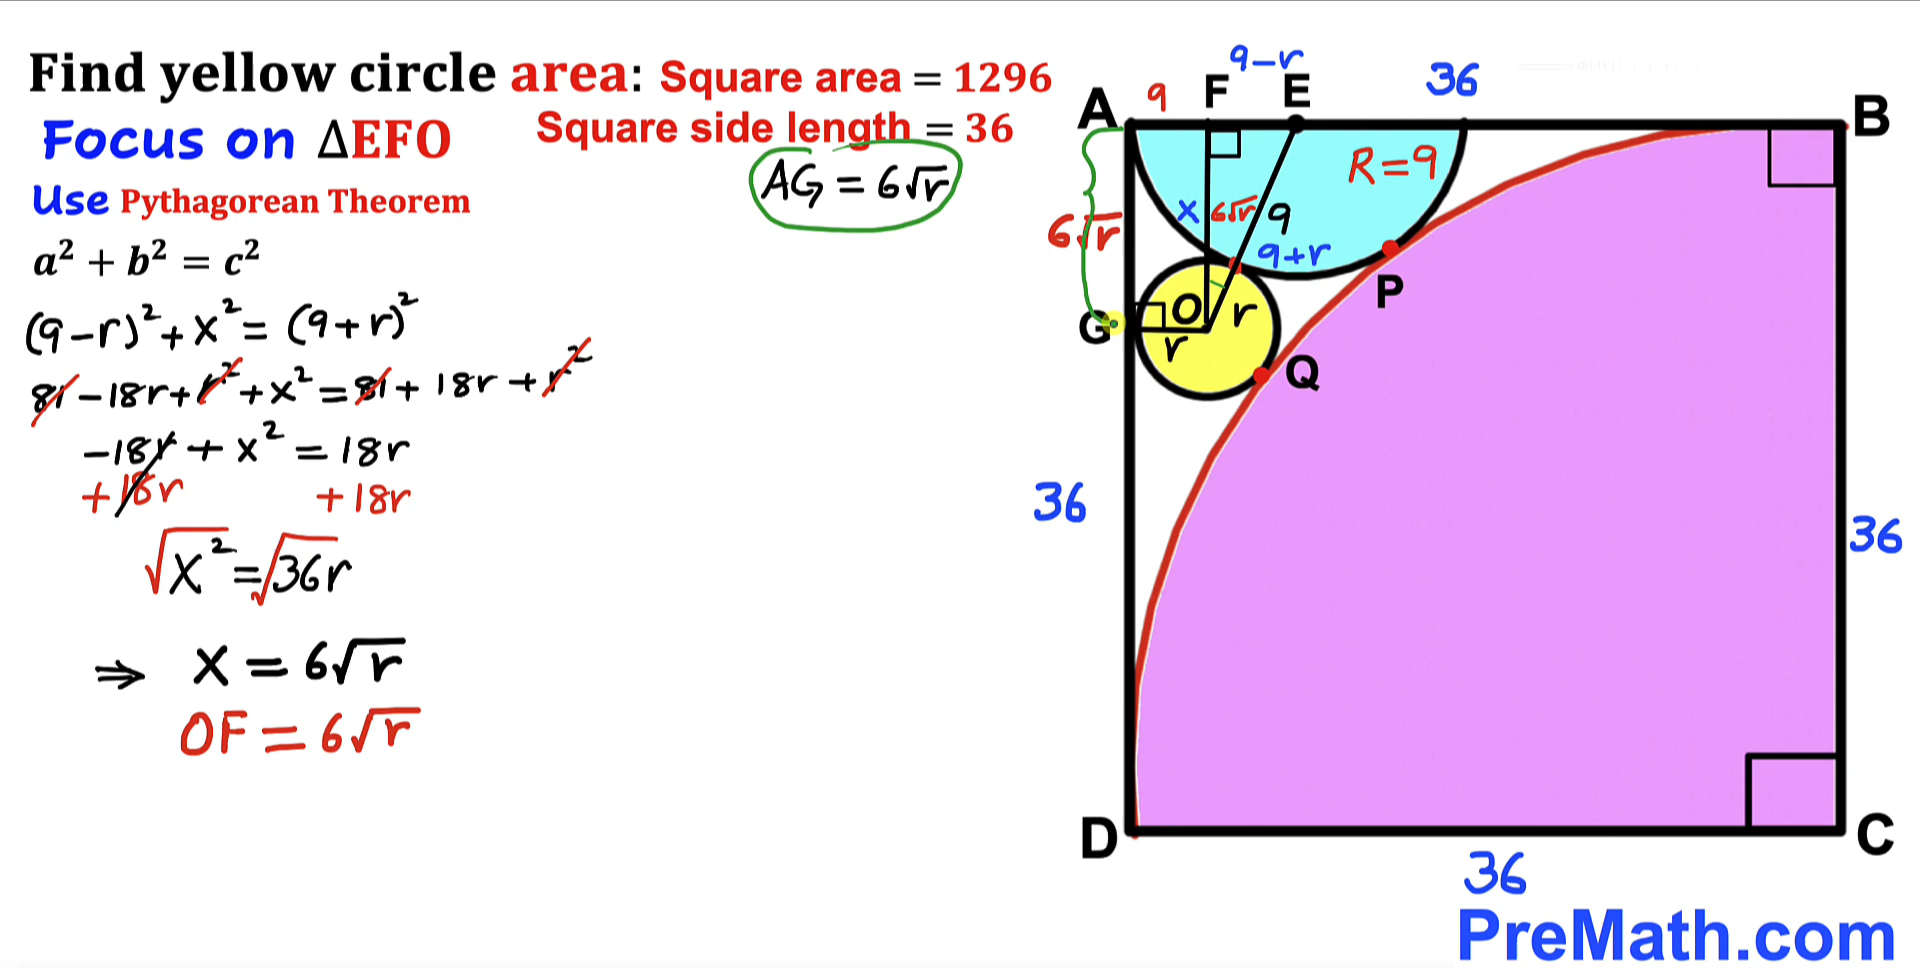 Find yellow circle area: Square area = 1296
Focus on ΔEFO Square side length = 36
AG = 6√r
Use Pythagorean Theorem
a² + b² = c²
(9-r)² + x² = (9+r)²
81 - 18r + r² + x² = 81 + 18r + r²
-18r + x² = 18r
+18r +18r
√x² = √36r
⇒ x = 6√r
OF = 6√r
9-r
A 9 F E 36 B
R=9
6√r x 6√r 9
9+r
P
G O r
r
Q
36 36
D C
36
PreMath.com